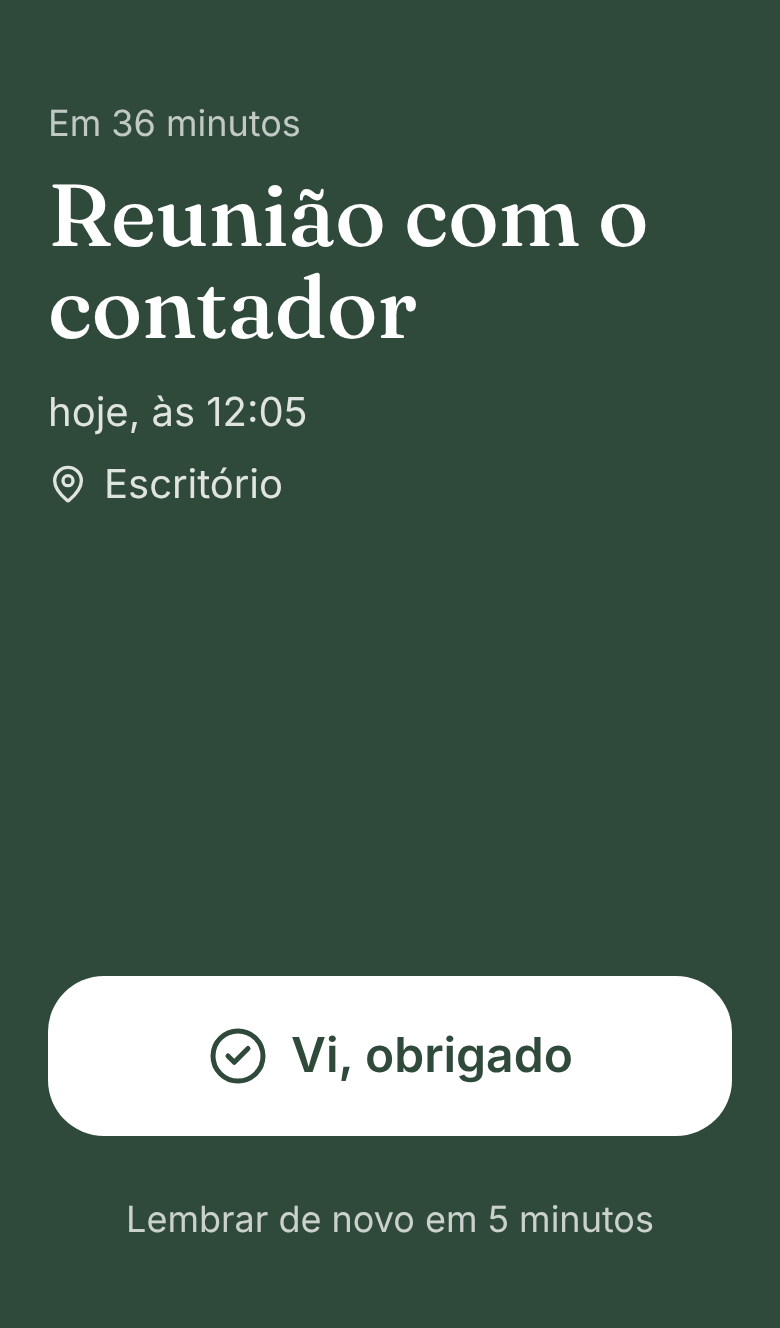 Em 36 minutos
Reunião com o
contador
hoje, às 12:05
Escritório
Vi, obrigado
Lembrar de novo em 5 minutos